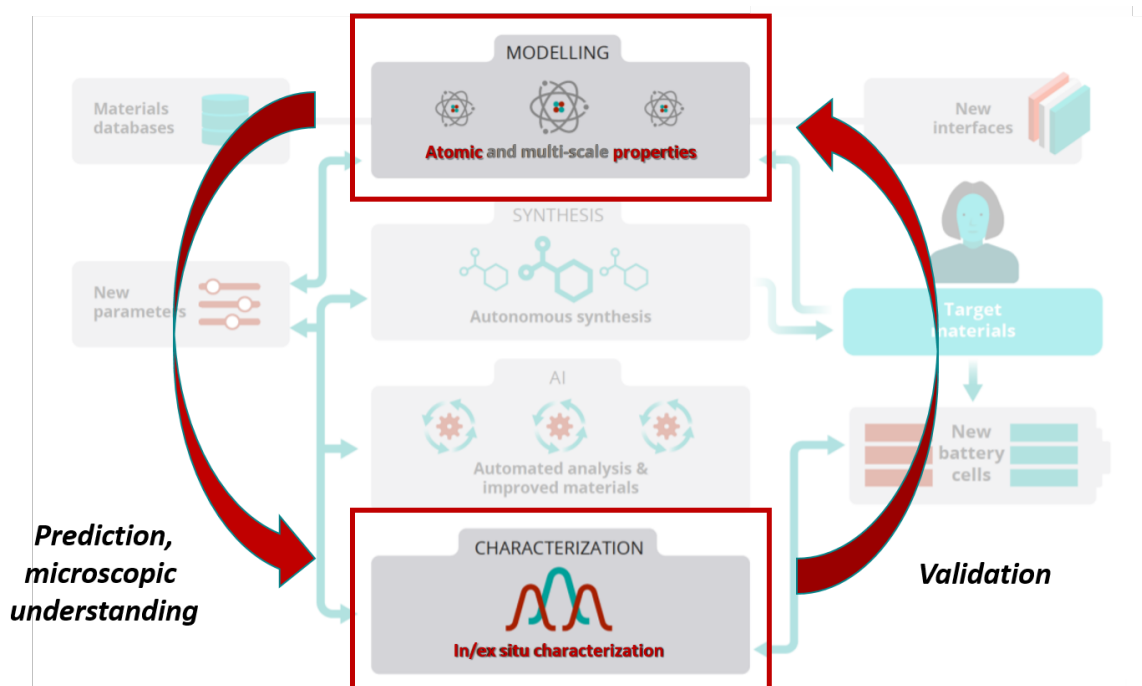 MODELLING
Atomic and multi-scale properties
Materials
databases
New
interfaces
SYNTHESIS
Autonomous synthesis
New
parameters
Target
materials
AI
Automated analysis &
improved materials
New
battery
cells
Prediction,
microscopic
understanding
CHARACTERIZATION
In/ex situ characterization
Validation